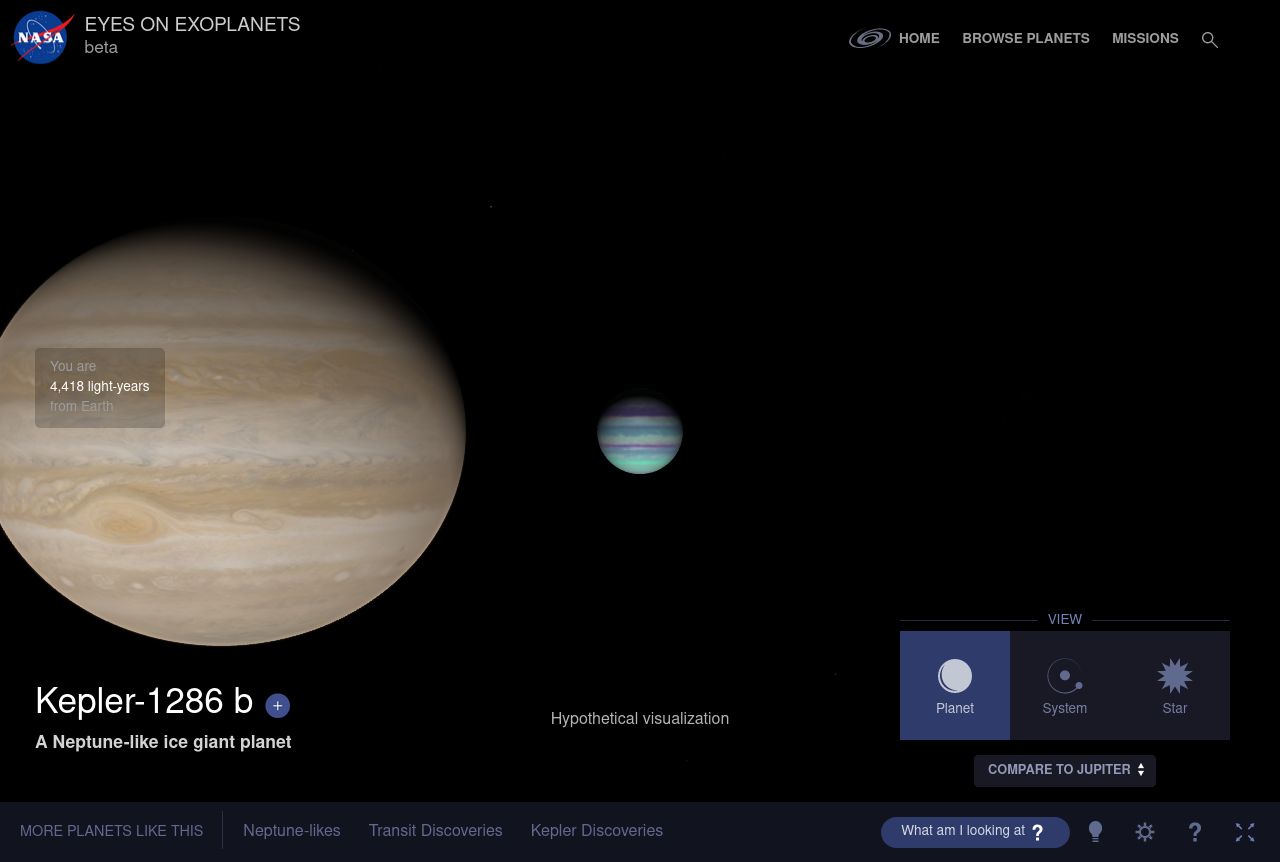 NASA
EYES ON EXOPLANETS
beta
HOME
BROWSE PLANETS
MISSIONS
You are
4,418 light-years
from Earth
VIEW
Planet
System
Star
Kepler-1286 b +
A Neptune-like ice giant planet
Hypothetical visualization
COMPARE TO JUPITER
MORE PLANETS LIKE THIS
Neptune-likes
Transit Discoveries
Kepler Discoveries
What am I looking at ?
?